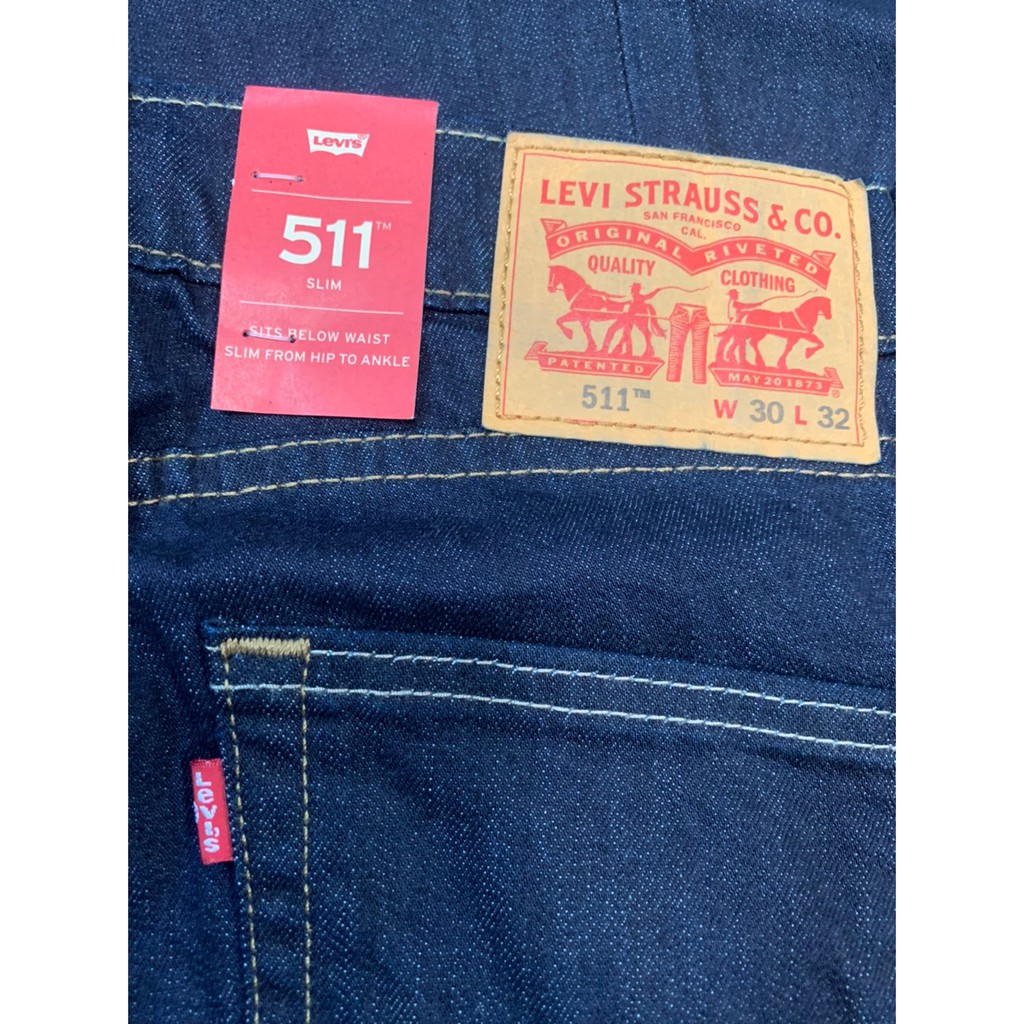 LEVI'S®
511™
SLIM
SITS BELOW WAIST
SLIM FROM HIP TO ANKLE
LEVI STRAUSS & CO.
SAN FRANCISCO
CAL.
ORIGINAL RIVETED
QUALITY CLOTHING
PATENTED MAY 20 1873 ®
511™ W 30 L 32
LEVI'S